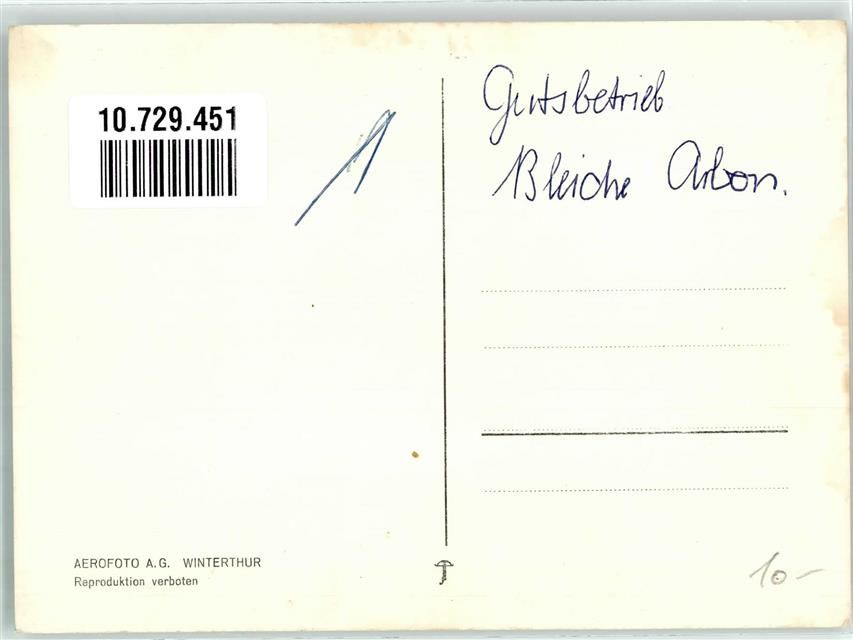 10.729.451
Gutsbetrieb
Bleiche Arbon.
AEROFOTO A.G. WINTERTHUR
Reproduktion verboten
10-